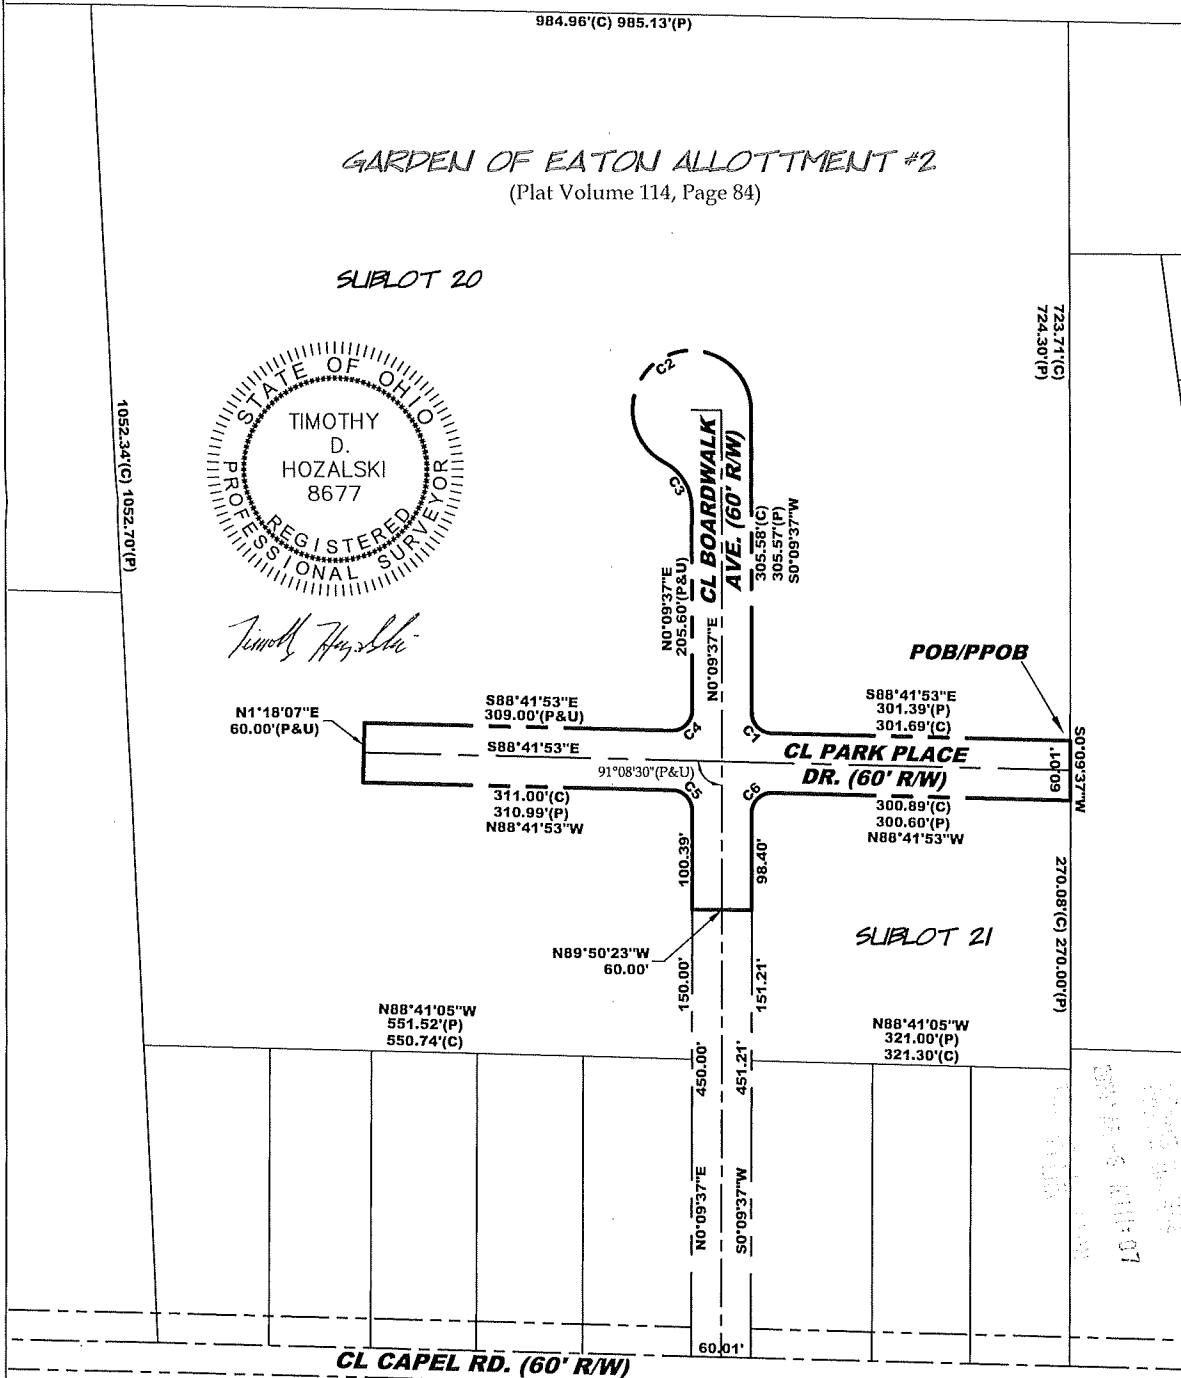 984.96'(C) 985.13'(P)
GARDEN OF EATON ALLOTTMENT #2
(Plat Volume 114, Page 84)
SUBLOT 20
723.71'(C)
724.30'(P)
STATE OF OHIO
TIMOTHY
D.
HOZALSKI
8677
REGISTERED
PROFESSIONAL SURVEYOR
1052.34'(C) 1052.70'(P)
C2
C3
CL BOARDWALK
AVE. (60' R/W)
305.58'(C)
305.57'(P)
S0°09'37"W
N0°09'37"E
205.60'(P&U)
N0°09'37"E
POB/PPOB
N1°18'07"E
60.00'(P&U)
S88°41'53"E
309.00'(P&U)
S88°41'53"E
C4
C1
S88°41'53"E
301.39'(P)
301.69'(C)
CL PARK PLACE
DR. (60' R/W)
60.01'
S0°09'37"W
91°08'30"(P&U)
C5
C6
311.00'(C)
310.99'(P)
N88°41'53"W
300.89'(C)
300.60'(P)
N88°41'53"W
100.39'
98.40'
270.08'(C) 270.00'(P)
SUBLOT 21
N89°50'23"W
60.00'
150.00'
151.21'
N88°41'05"W
551.52'(P)
550.74'(C)
N88°41'05"W
321.00'(P)
321.30'(C)
450.00'
451.21'
N0°09'37"E
S0°09'37"W
60.01'
CL CAPEL RD. (60' R/W)